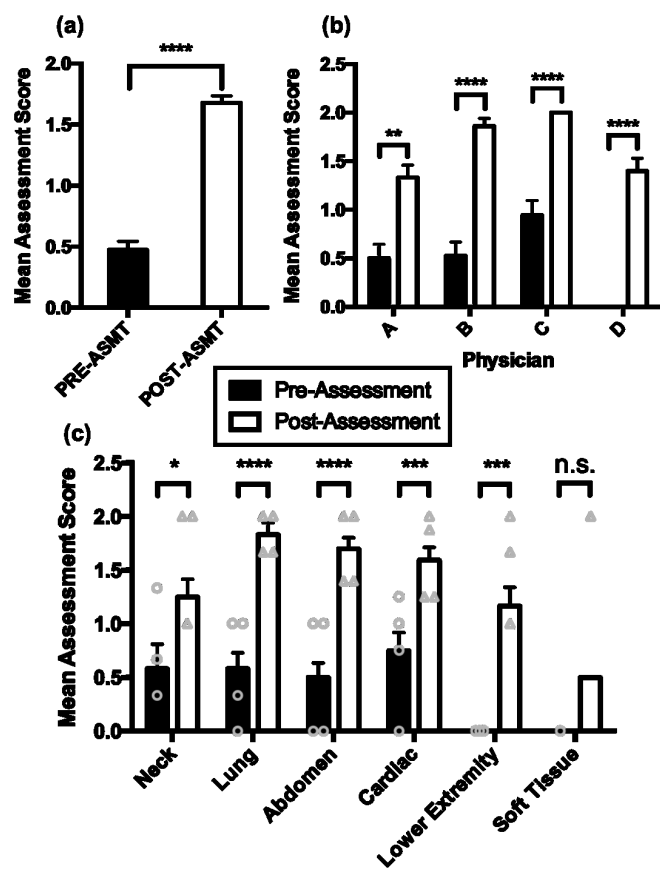 (a)
****
Mean Assessment Score
2.0
1.5
1.0
0.5
0.0
PRE-ASMT
POST-ASMT
(b)
**
****
****
****
Mean Assessment Score
2.5
2.0
1.5
1.0
0.5
0.0
A
B
C
D
Physician
Pre-Assessment
Post-Assessment
(c)
*
****
****
***
***
n.s.
Mean Assessment Score
2.5
2.0
1.5
1.0
0.5
0.0
Neck
Lung
Abdomen
Cardiac
Lower Extremity
Soft Tissue